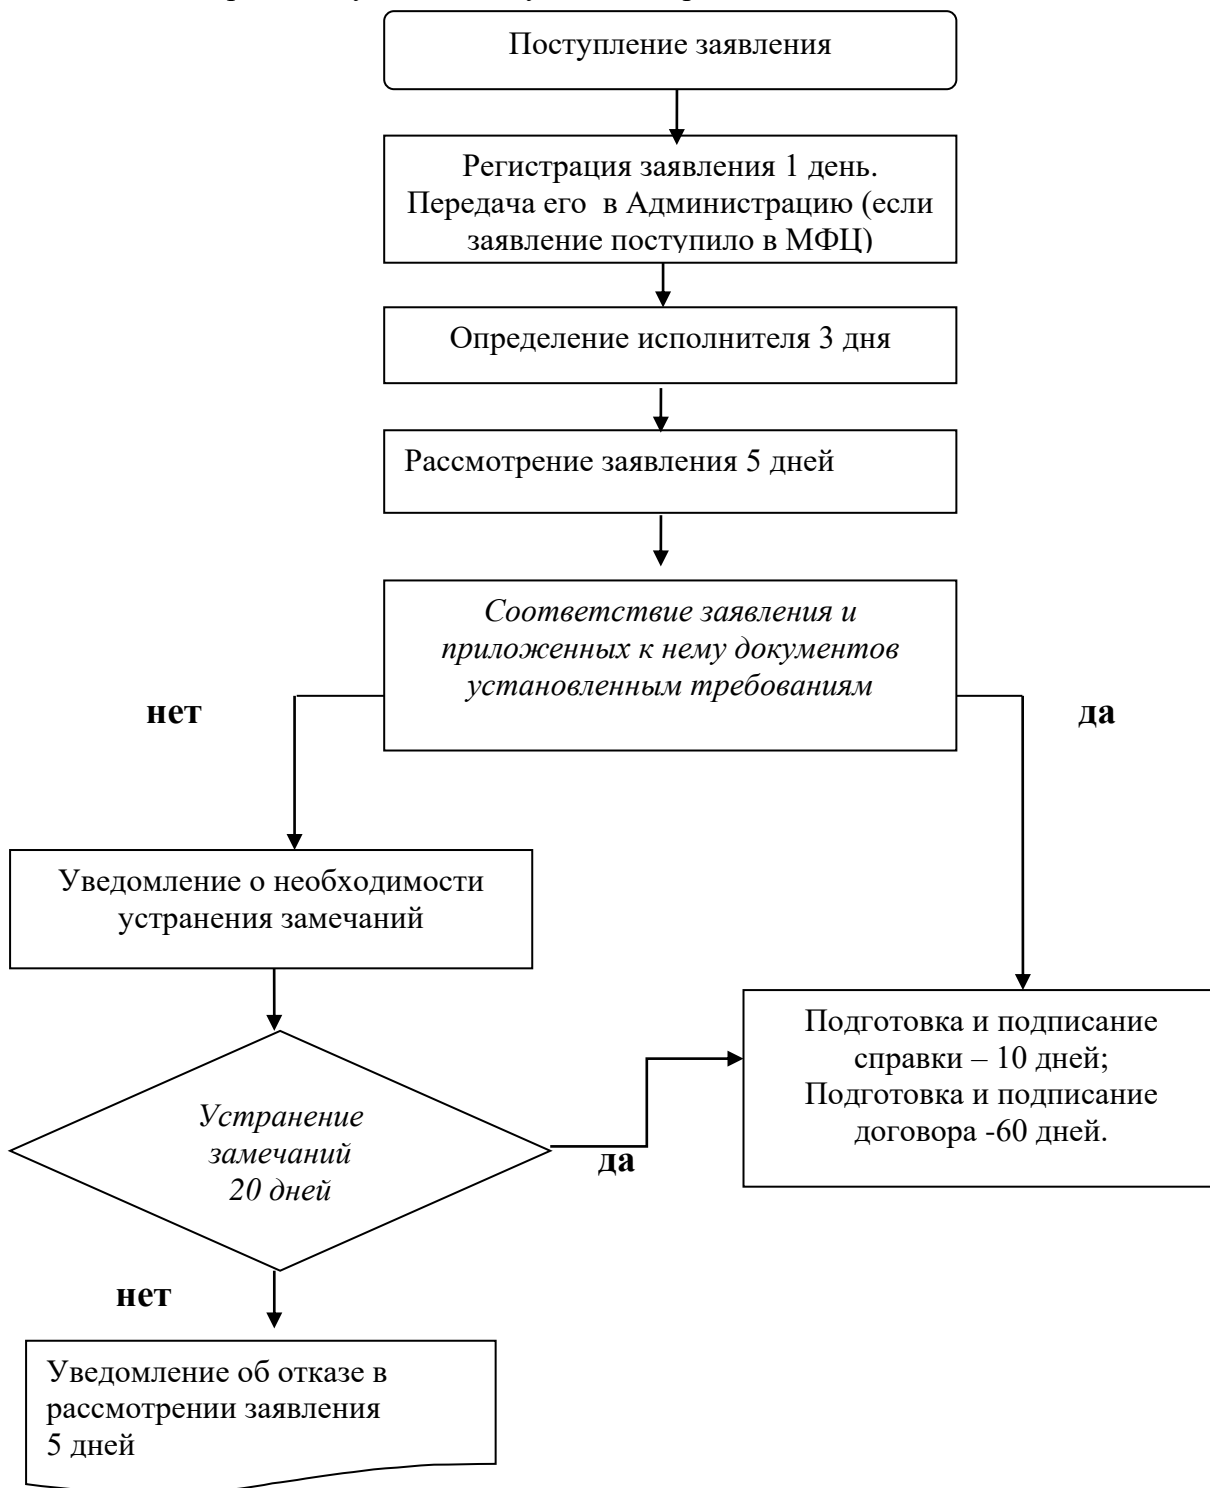 Поступление заявления
Регистрация заявления 1 день.
Передача его в Администрацию (если
заявление поступило в МФЦ)
Определение исполнителя 3 дня
Рассмотрение заявления 5 дней
Соответствие заявления и
приложенных к нему документов
установленным требованиям
нет
да
Уведомление о необходимости
устранения замечаний
Подготовка и подписание
справки – 10 дней;
Подготовка и подписание
договора -60 дней.
Устранение
замечаний
20 дней
да
нет
Уведомление об отказе в
рассмотрении заявления
5 дней